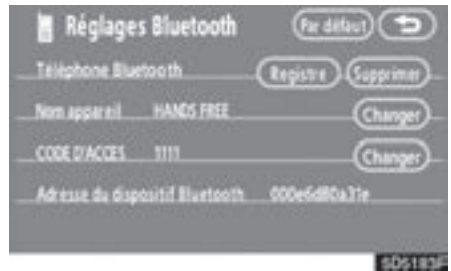 Réglages Bluetooth Par défaut
Téléphone Bluetooth Registre Supprimer
Nom appareil HANDS FREE Changer
CODE D'ACCES 1111 Changer
Adresse du dispositif Bluetooth 000e6d80a31e
SD5183F